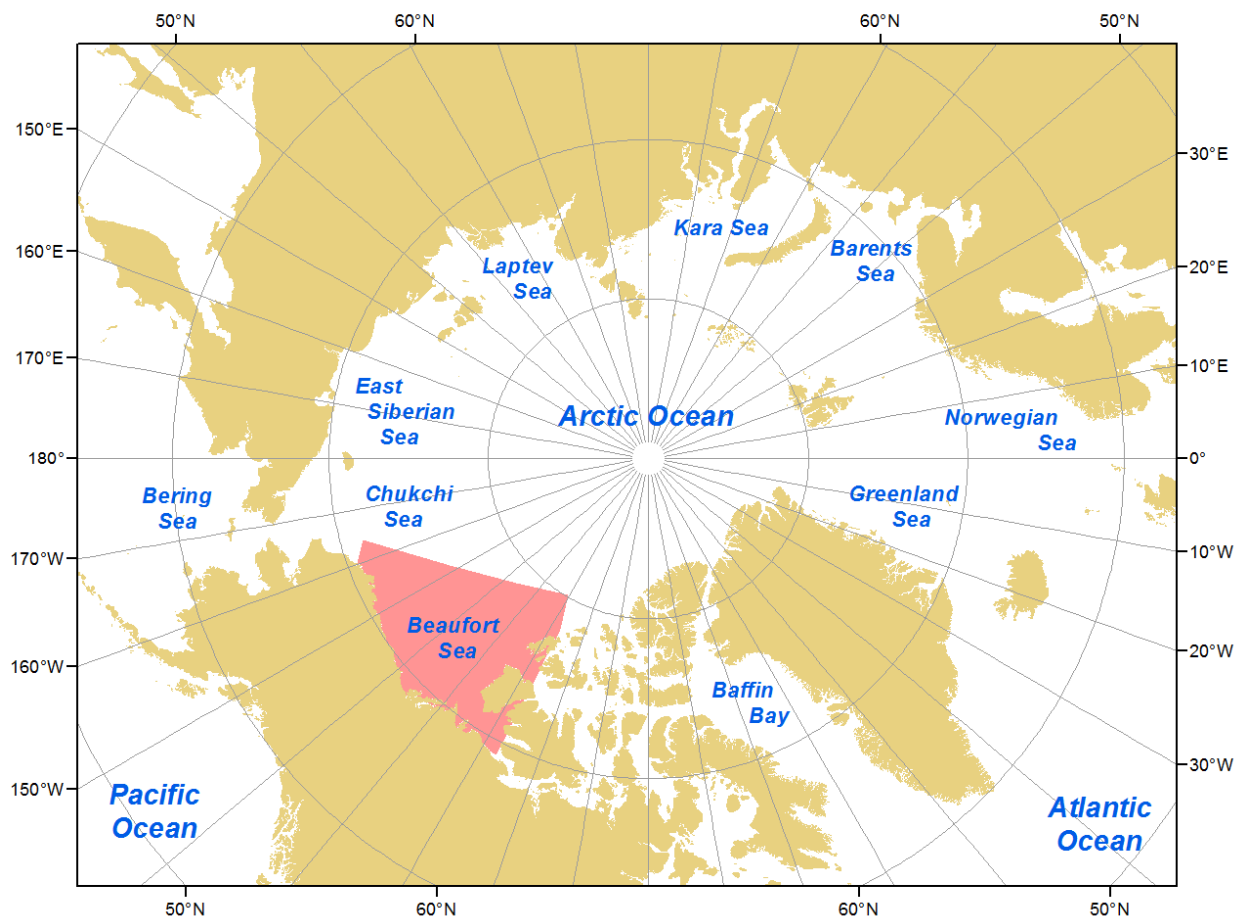 50°N 60°N 60°N 50°N
150°E
30°E
Kara Sea
Barents
Sea
160°E
Laptev
Sea
20°E
170°E
10°E
East
Siberian
Sea
Arctic Ocean
Norwegian
Sea
180°
0°
Bering
Sea
Chukchi
Sea
Greenland
Sea
170°W
10°W
Beaufort
Sea
160°W
20°W
Baffin
Bay
150°W
30°W
Pacific
Ocean
Atlantic
Ocean
50°N 60°N 60°N 50°N